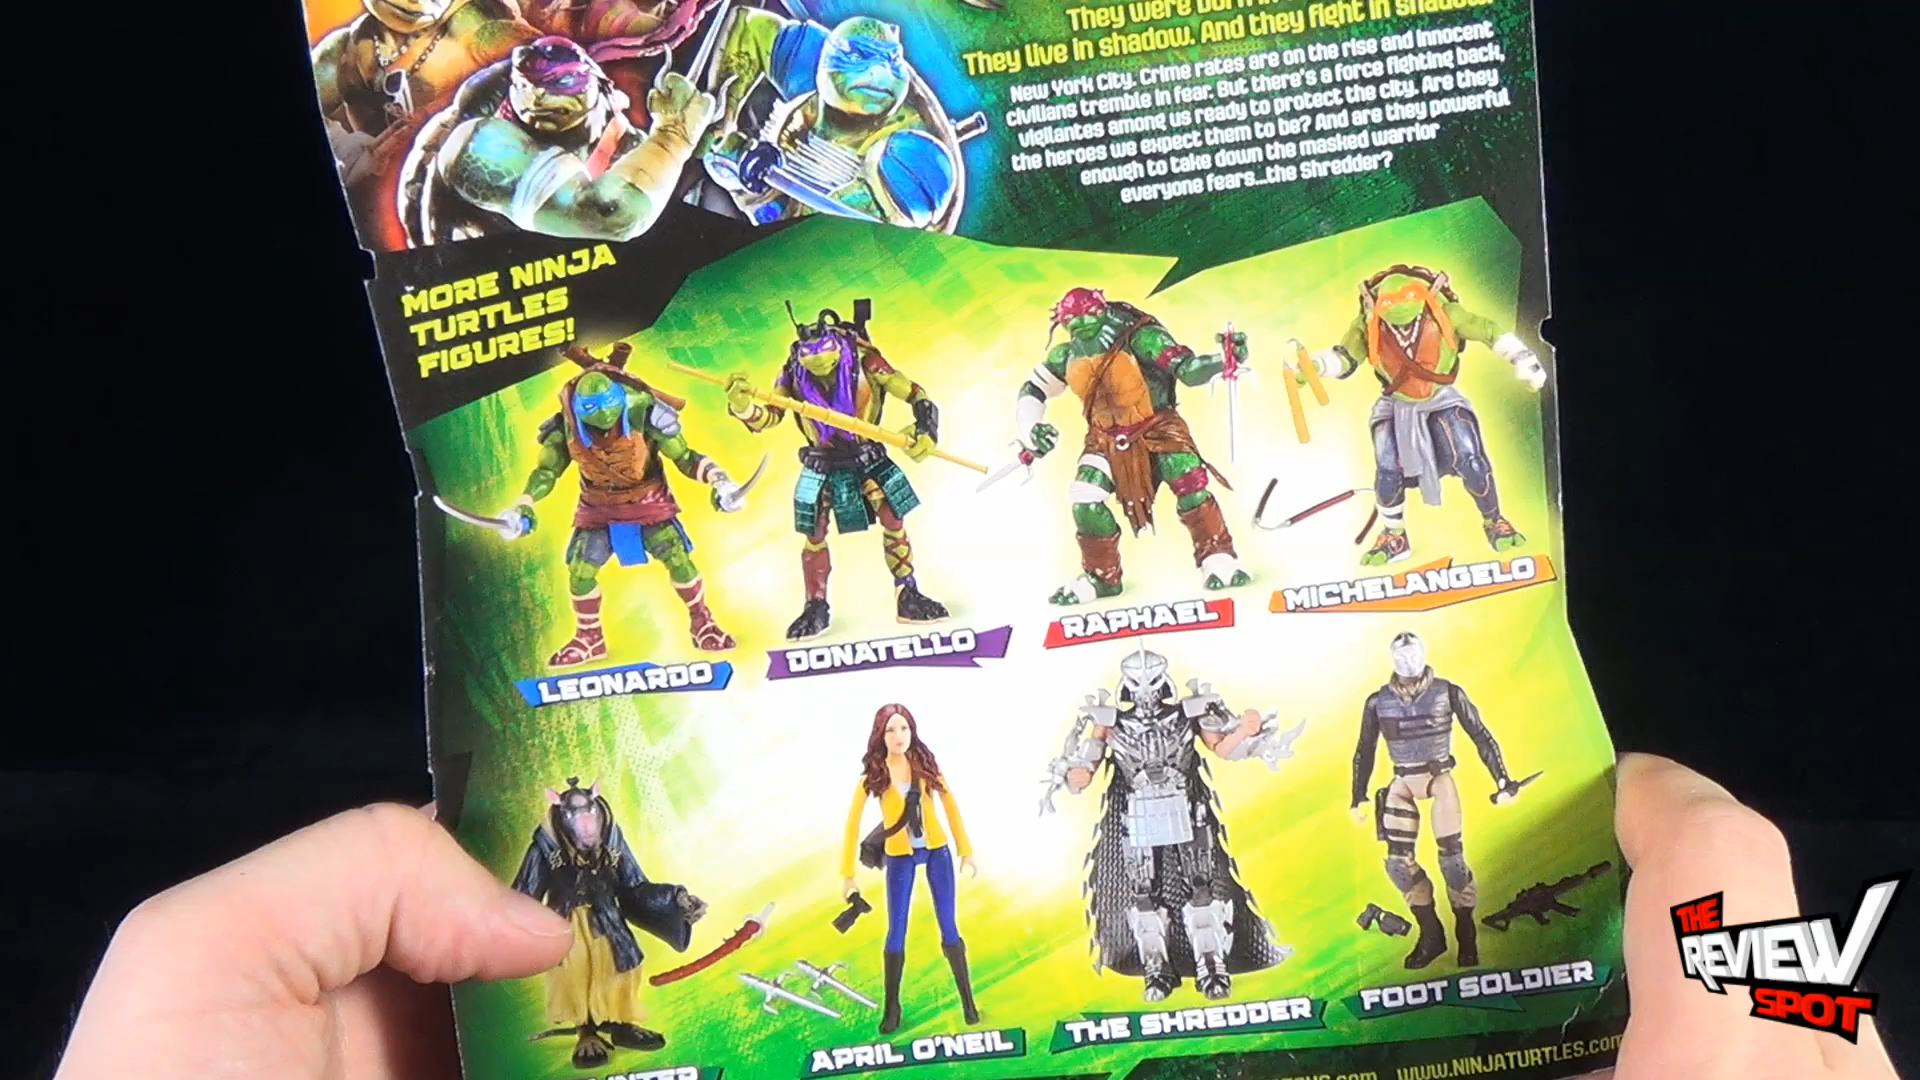 They were born in
They live in shadow. And they fight in shadow.
New York City. Crime rates are on the rise and innocent
civilians tremble in fear. But there's a force fighting back,
vigilantes among us ready to protect the city. Are they
the heroes we expect them to be? And are they powerful
enough to take down the masked warrior
everyone fears...the Shredder?
MORE NINJA
TURTLES
FIGURES!
LEONARDO
DONATELLO
RAPHAEL
MICHELANGELO
APRIL O'NEIL
THE SHREDDER
FOOT SOLDIER
WWW.NINJATURTLES.com
THE
REVIEW
SPOT